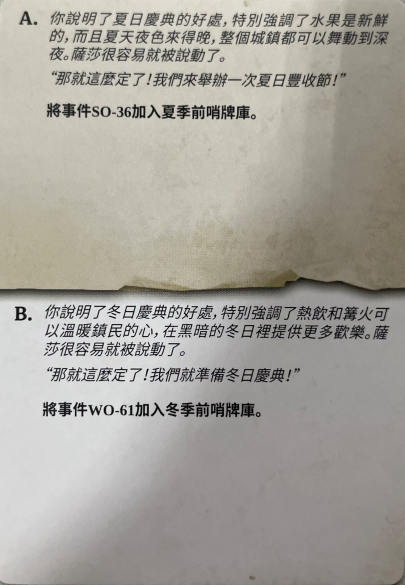 A. 你說明了夏日慶典的好處，特別強調了水果是新鮮
的，而且夏天夜色來得晚，整個城鎮都可以舞動到深
夜。薩莎很容易就被說動了。
“那就這麼定了！我們來舉辦一次夏日豐收節！”
將事件SO-36加入夏季前哨牌庫。
B. 你說明了冬日慶典的好處，特別強調了熱飲和篝火可
以溫暖鎮民的心，在黑暗的冬日裡提供更多歡樂。薩
莎很容易就被說動了。
“那就這麼定了！我們就準備冬日慶典！”
將事件WO-61加入冬季前哨牌庫。